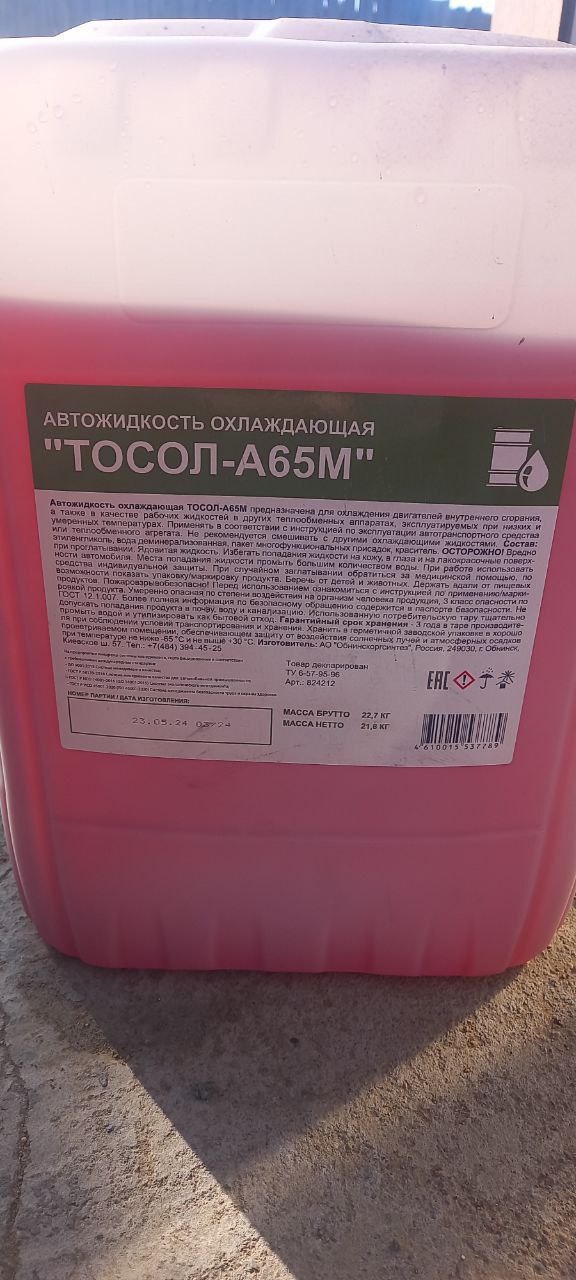 АВТОЖИДКОСТЬ ОХЛАЖДАЮЩАЯ
"ТОСОЛ-А65М"
Автожидкость охлаждающая ТОСОЛ-А65М предназначена для охлаждения двигателей внутреннего сгорания,
а также в качестве рабочих жидкостей в других теплообменных аппаратах, эксплуатируемых при низких и
умеренных температурах. Применять в соответствии с инструкцией по эксплуатации автотранспортного средства
или теплообменного агрегата. Не рекомендуется смешивать с другими охлаждающими жидкостями. Состав:
этиленгликоль, вода деминерализованная, пакет многофункциональных присадок, краситель. ОСТОРОЖНО! Вредно
при проглатывании. Ядовитая жидкость. Избегать попадания жидкости на кожу, в глаза и на лакокрасочные поверх-
ности автомобиля. Места попадания жидкости промыть большим количеством воды. При работе использовать
средства индивидуальной защиты. При случайном заглатывании обратиться за медицинской помощью, по
возможности показать упаковку/маркировку продукта. Беречь от детей и животных. Держать вдали от пищевых
продуктов. Пожаровзрывобезопасно! Перед использованием ознакомиться с инструкцией по применению/марки-
ровкой продукта. Умеренно опасная по степени воздействия на организм человека продукция, 3 класс опасности по
ГОСТ 12.1.007. Более полная информация по безопасному обращению содержится в паспорте безопасности. Не
допускать попадания продукта в почву, воду и канализацию. Использованную потребительскую тару тщательно
промыть водой и утилизировать как бытовой отход. Гарантийный срок хранения - 3 года в таре производите-
ля при соблюдении условий транспортирования и хранения. Хранить в герметичной заводской упаковке в хорошо
проветриваемом помещении, обеспечивающем защиту от воздействия солнечных лучей и атмосферных осадков
при температуре не ниже -65 °С и не выше +30 °С. Изготовитель: АО "Обнинскоргсинтез", Россия, 249030, г. Обнинск,
Киевское ш. 57. Тел.: +7(484) 394-45-25
Товар декларирован
ТУ 6-57-95-96
Арт.: 824212
EAC
НОМЕР ПАРТИИ / ДАТА ИЗГОТОВЛЕНИЯ:
23.05.24
МАССА БРУТТО 22,7 КГ
МАССА НЕТТО 21,6 КГ
4 610015 537789